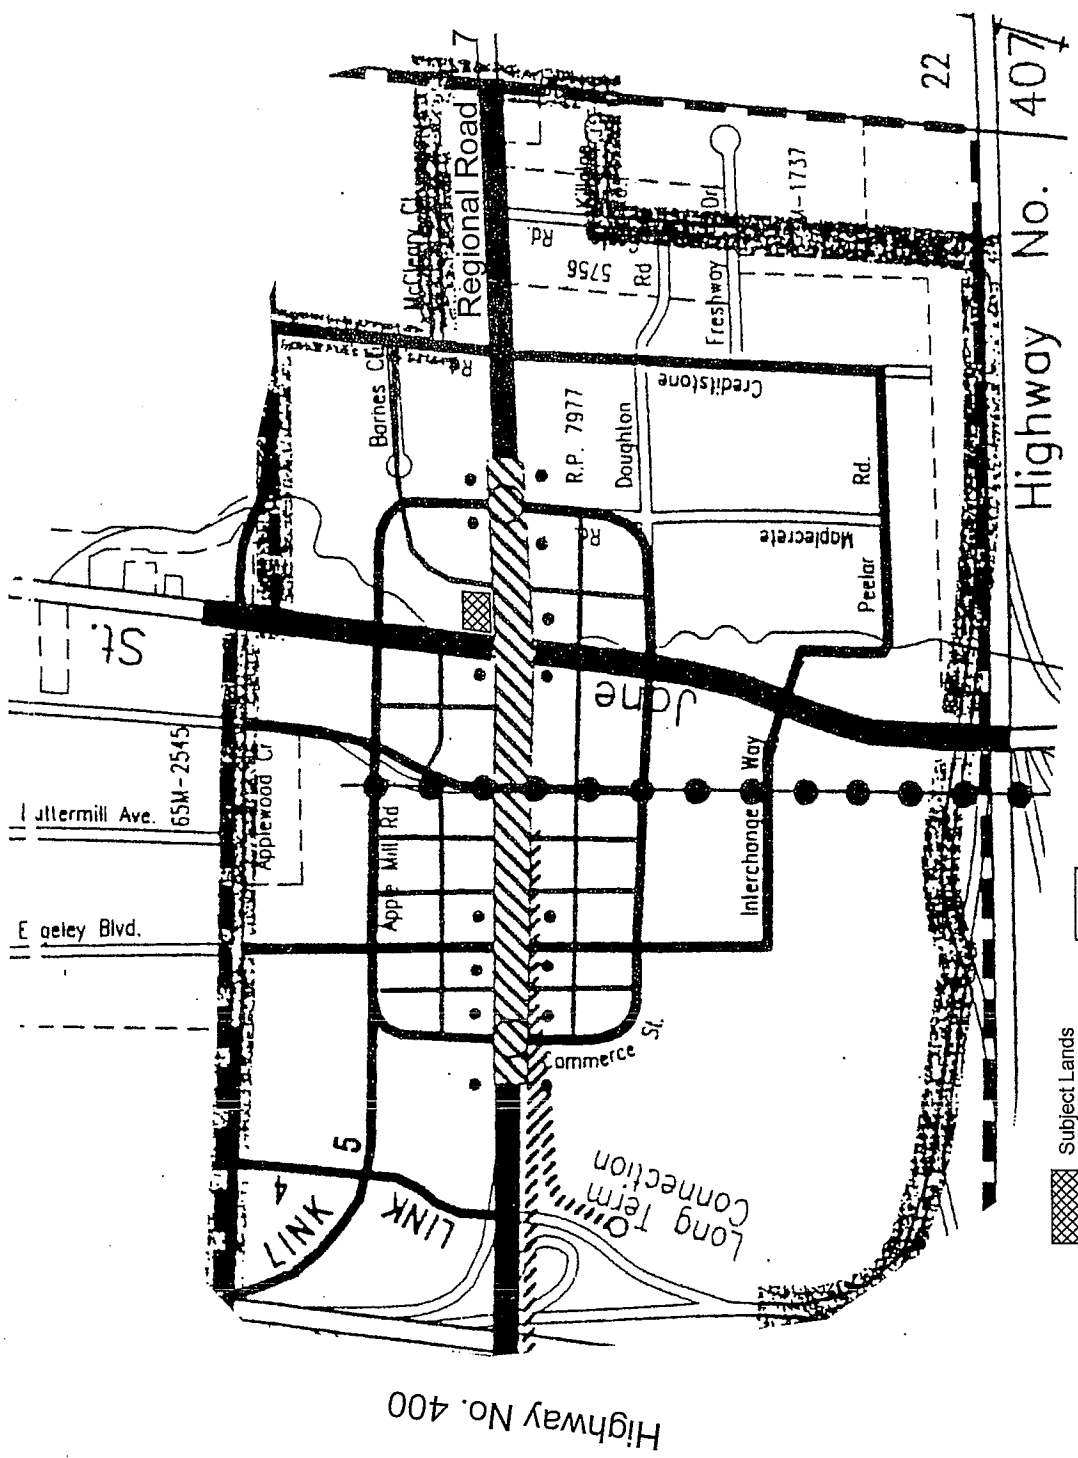 Highway No. 400
Highway No. 407
Regional Road 7
22
Jane
St.
65M-2545
Applewood Cr
Ave.
Blvd.
Apple Mill Rd
Barnes
McCleary Ct
Rd
Rd.
5756
Rd
Freshway Dr
1737
Creditstone
R.P. 7977
Doughton
Rd
Maplecrete
Rd.
Peelar
Interchange Way
Commerce St.
Long Term
Connection
LINK 4
LINK 5
Subject Lands